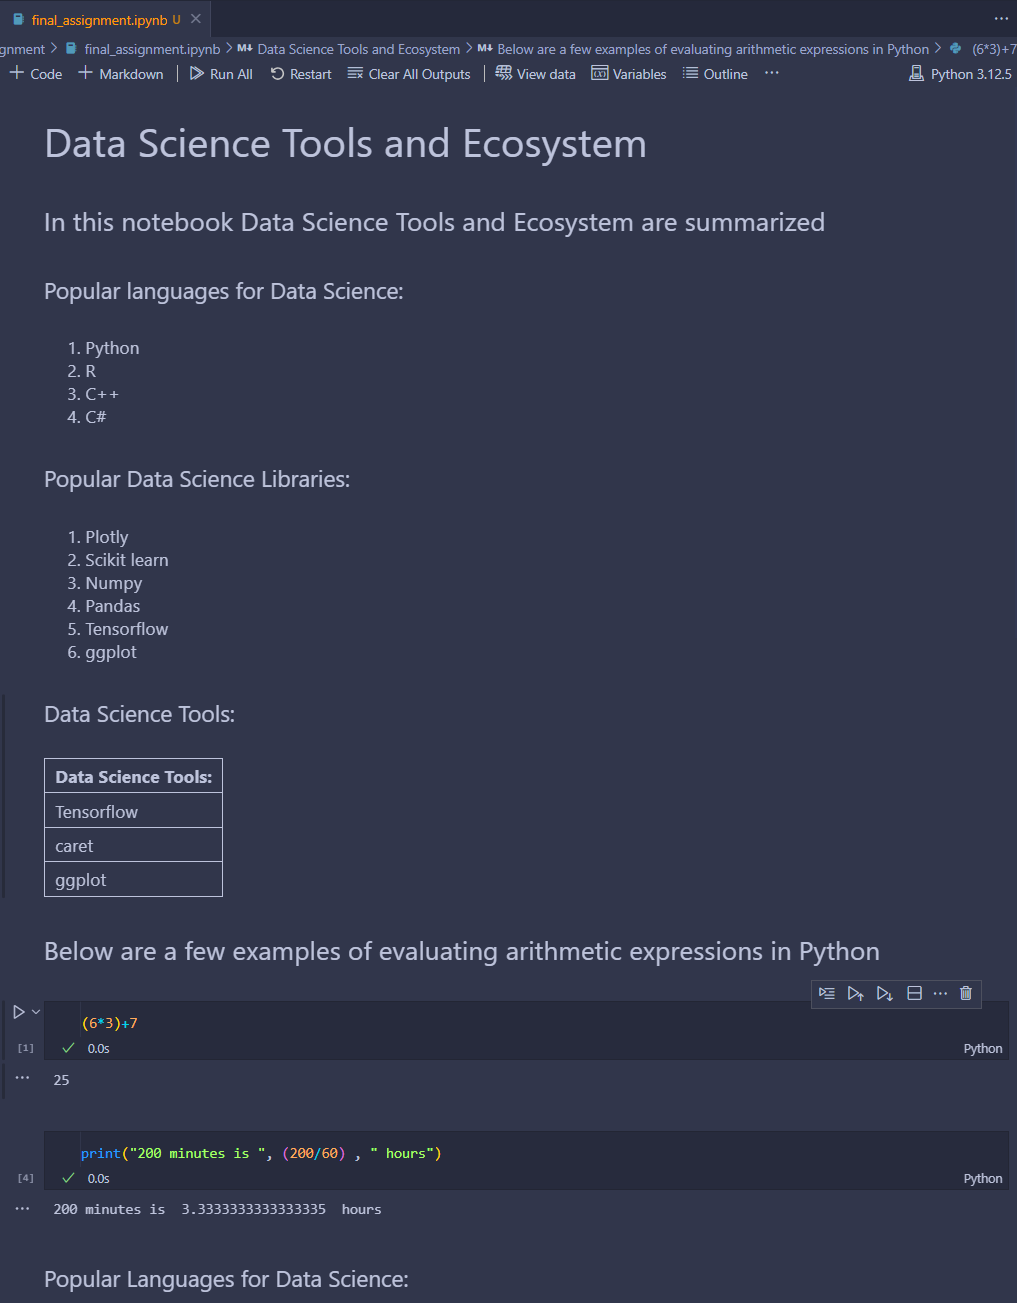 final_assignment.ipynb U
gnment > final_assignment.ipynb > M↓ Data Science Tools and Ecosystem > M↓ Below are a few examples of evaluating arithmetic expressions in Python > (6*3)+7
+ Code + Markdown | Run All Restart Clear All Outputs | View data Variables Outline ... Python 3.12.5
Data Science Tools and Ecosystem
In this notebook Data Science Tools and Ecosystem are summarized
Popular languages for Data Science:
1. Python
2. R
3. C++
4. C#
Popular Data Science Libraries:
1. Plotly
2. Scikit learn
3. Numpy
4. Pandas
5. Tensorflow
6. ggplot
Data Science Tools:
Data Science Tools:
Tensorflow
caret
ggplot
Below are a few examples of evaluating arithmetic expressions in Python
(6*3)+7
[1] 0.0s Python
25
print("200 minutes is ", (200/60) , " hours")
[4] 0.0s Python
200 minutes is  3.3333333333333335  hours
Popular Languages for Data Science: